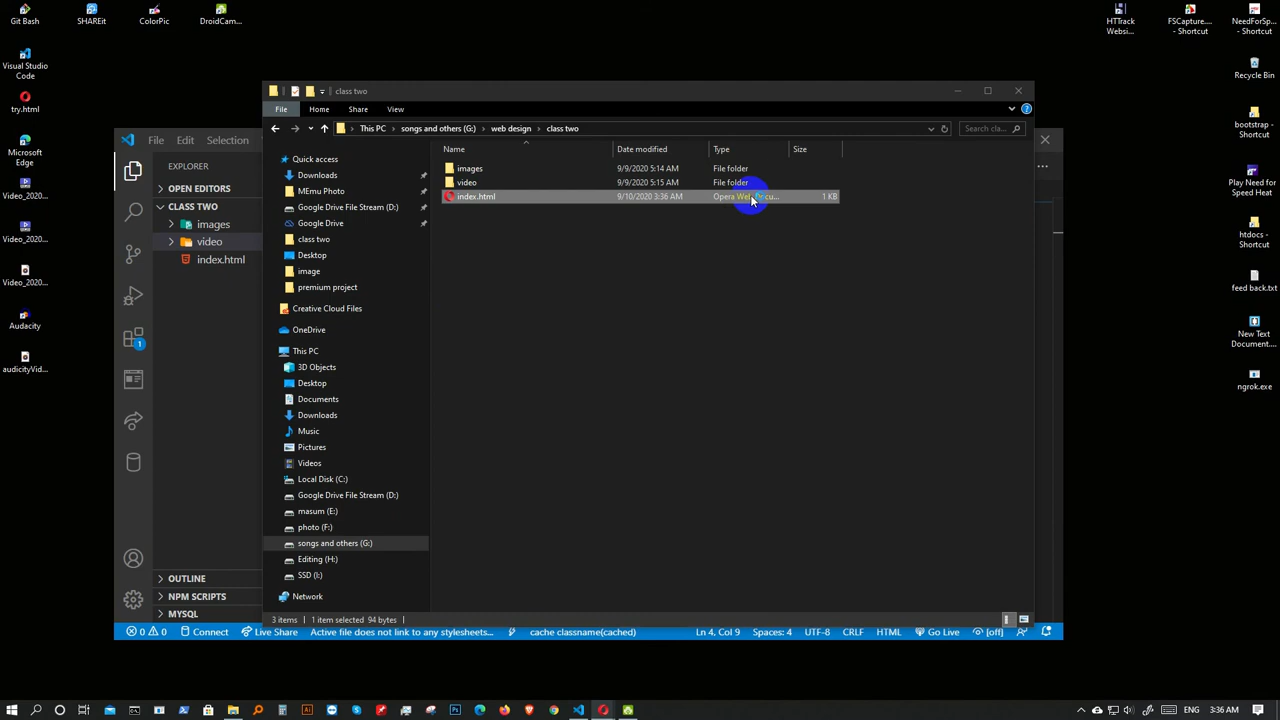 Git Bash
SHAREit
ColorPic
DroidCam...
HTTrack
Websi...
FSCapture....
- Shortcut
NeedForSp...
- Shortcut
Visual Studio
Code
try.html
Microsoft
Edge
Video_2020...
Video_2020...
Video_2020...
Audacity
audicityVid...
Recycle Bin
bootstrap -
Shortcut
Play Need for
Speed Heat
htdocs -
Shortcut
feed back.txt
New Text
Document....
ngrok.exe
File Edit Selection
EXPLORER
OPEN EDITORS
CLASS TWO
images
video
index.html
OUTLINE
NPM SCRIPTS
MYSQL
1
class two
File Home Share View
This PC songs and others (G:) web design class two
Search cla...
Name Date modified Type Size
images 9/9/2020 5:14 AM File folder
video 9/9/2020 5:15 AM File folder
index.html 9/10/2020 3:36 AM Opera 1 KB
Quick access
Downloads
MEmu Photo
Google Drive File Stream (D:)
Google Drive
class two
Desktop
image
premium project
Creative Cloud Files
OneDrive
This PC
3D Objects
Desktop
Documents
Downloads
Music
Pictures
Videos
Local Disk (C:)
Google Drive File Stream (D:)
masum (E:)
photo (F:)
songs and others (G:)
Editing (H:)
SSD (I:)
Network
3 items 1 item selected 94 bytes
0 0 Connect Live Share Active file does not link to any stylesheets... cache classname(cached) Ln 4, Col 9 Spaces: 4 UTF-8 CRLF HTML Go Live [off]
ENG 3:36 AM